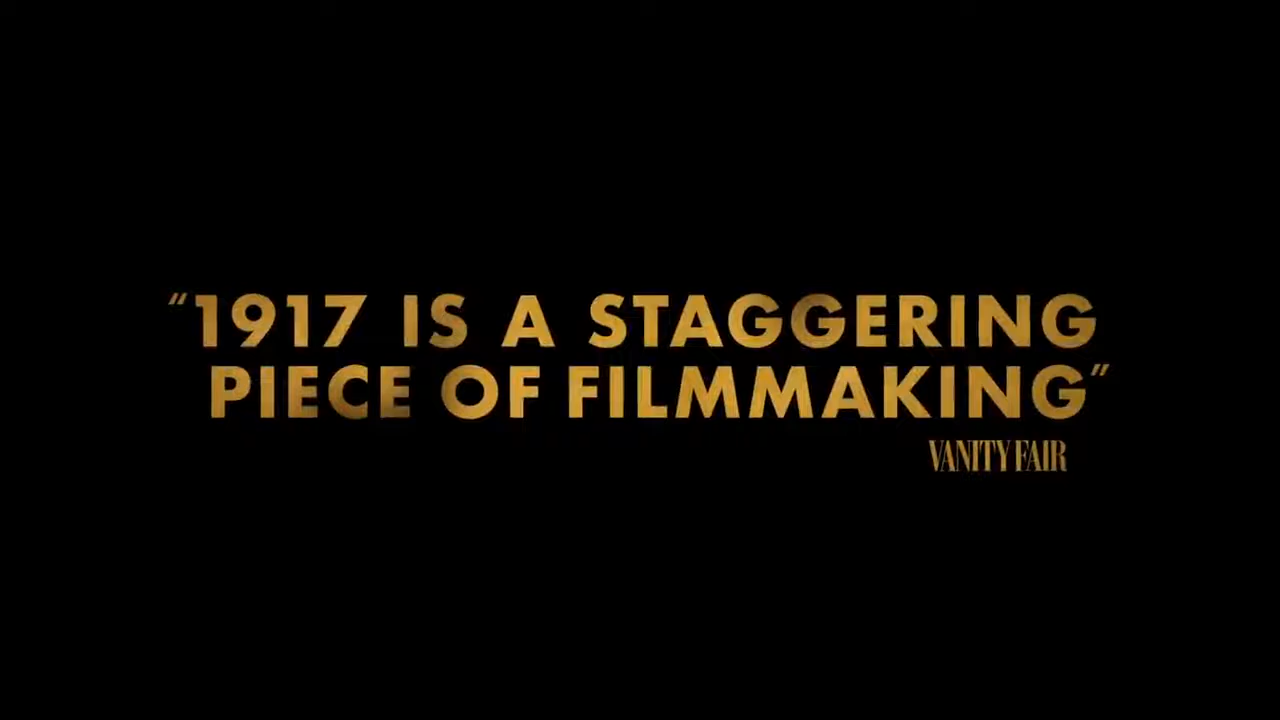 "1917 IS A STAGGERING
PIECE OF FILMMAKING"
VANITY FAIR